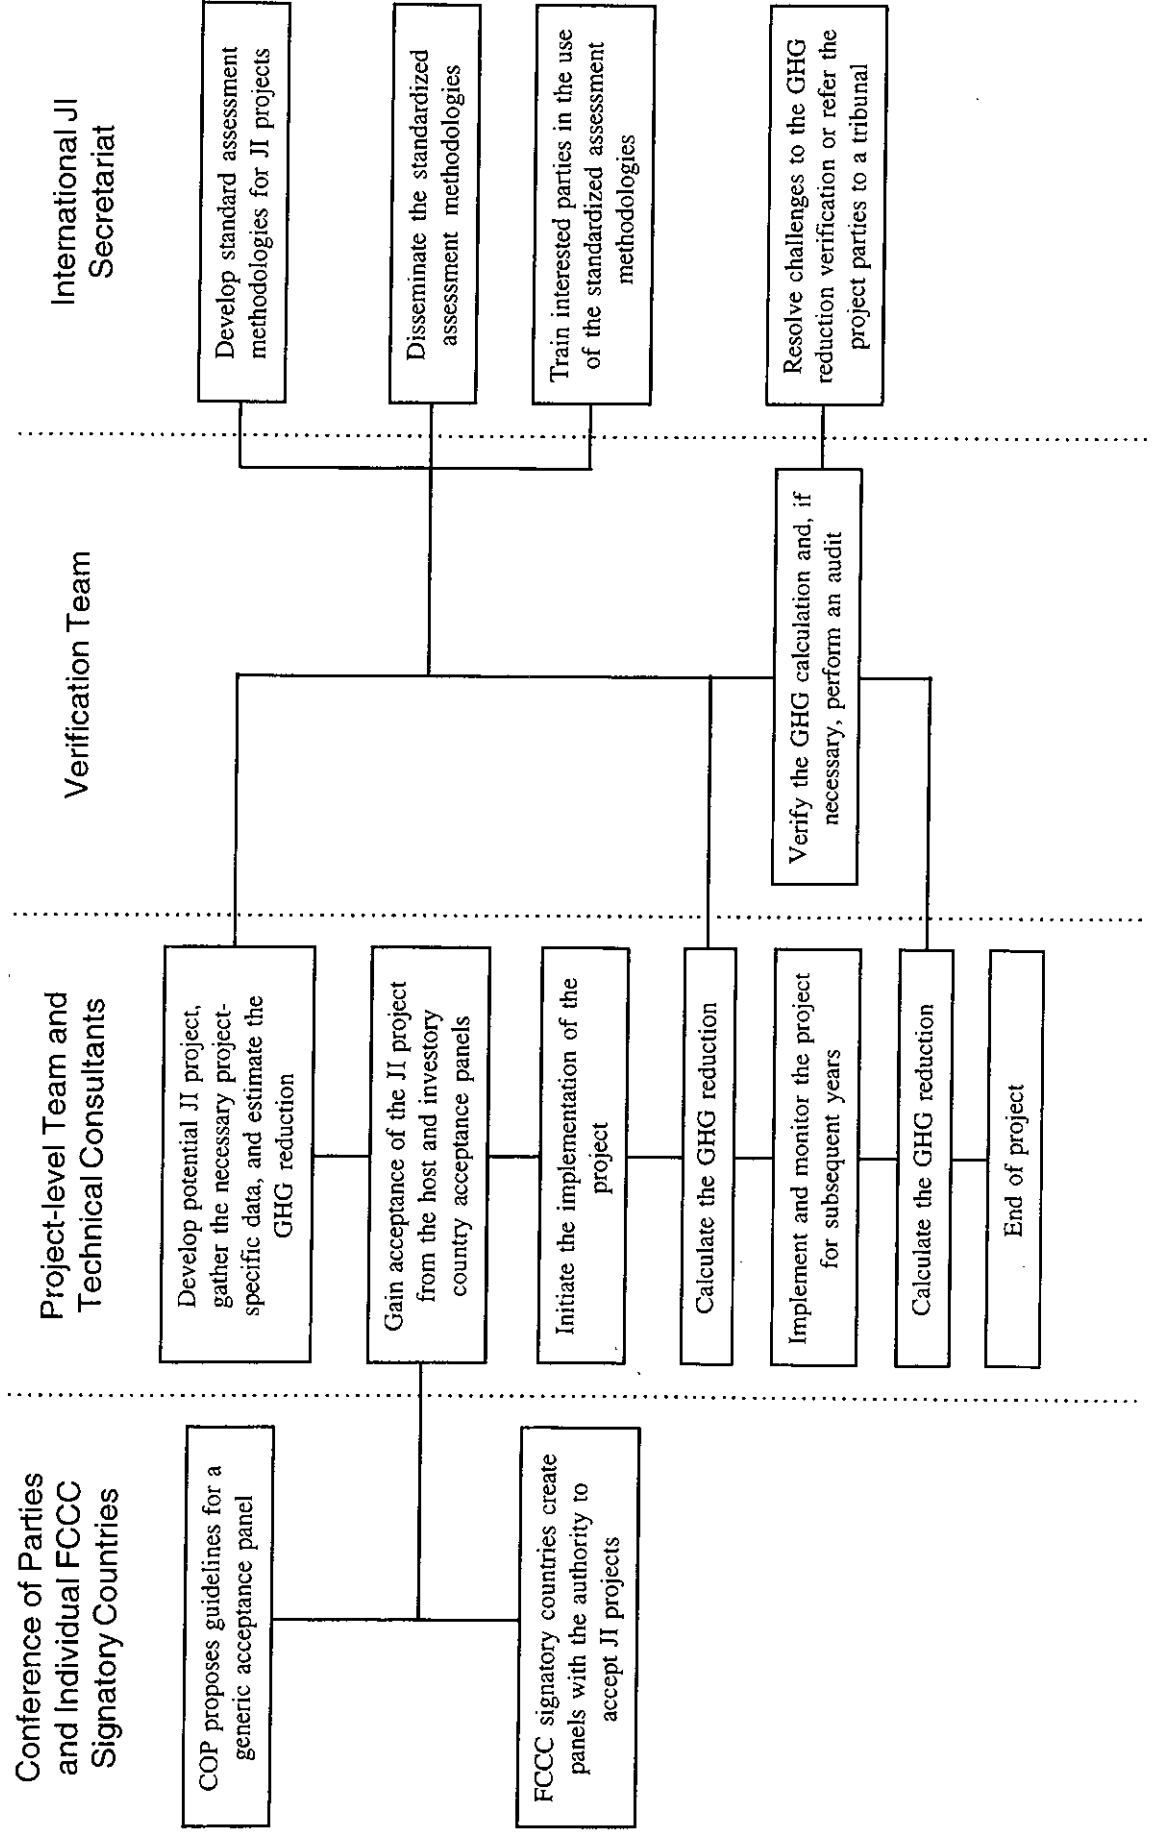 Conference of Parties
and Individual FCCC
Signatory Countries
COP proposes guidelines for a
generic acceptance panel
FCCC signatory countries create
panels with the authority to
accept JI projects
Project-level Team and
Technical Consultants
Develop potential JI project,
gather the necessary project-
specific data, and estimate the
GHG reduction
Gain acceptance of the JI project
from the host and investory
country acceptance panels
Initiate the implementation of the
project
Calculate the GHG reduction
Implement and monitor the project
for subsequent years
Calculate the GHG reduction
End of project
Verification Team
Verify the GHG calculation and, if
necessary, perform an audit
International JI
Secretariat
Develop standard assessment
methodologies for JI projects
Disseminate the standardized
assessment methodologies
Train interested parties in the use
of the standardized assessment
methodologies
Resolve challenges to the GHG
reduction verification or refer the
project parties to a tribunal